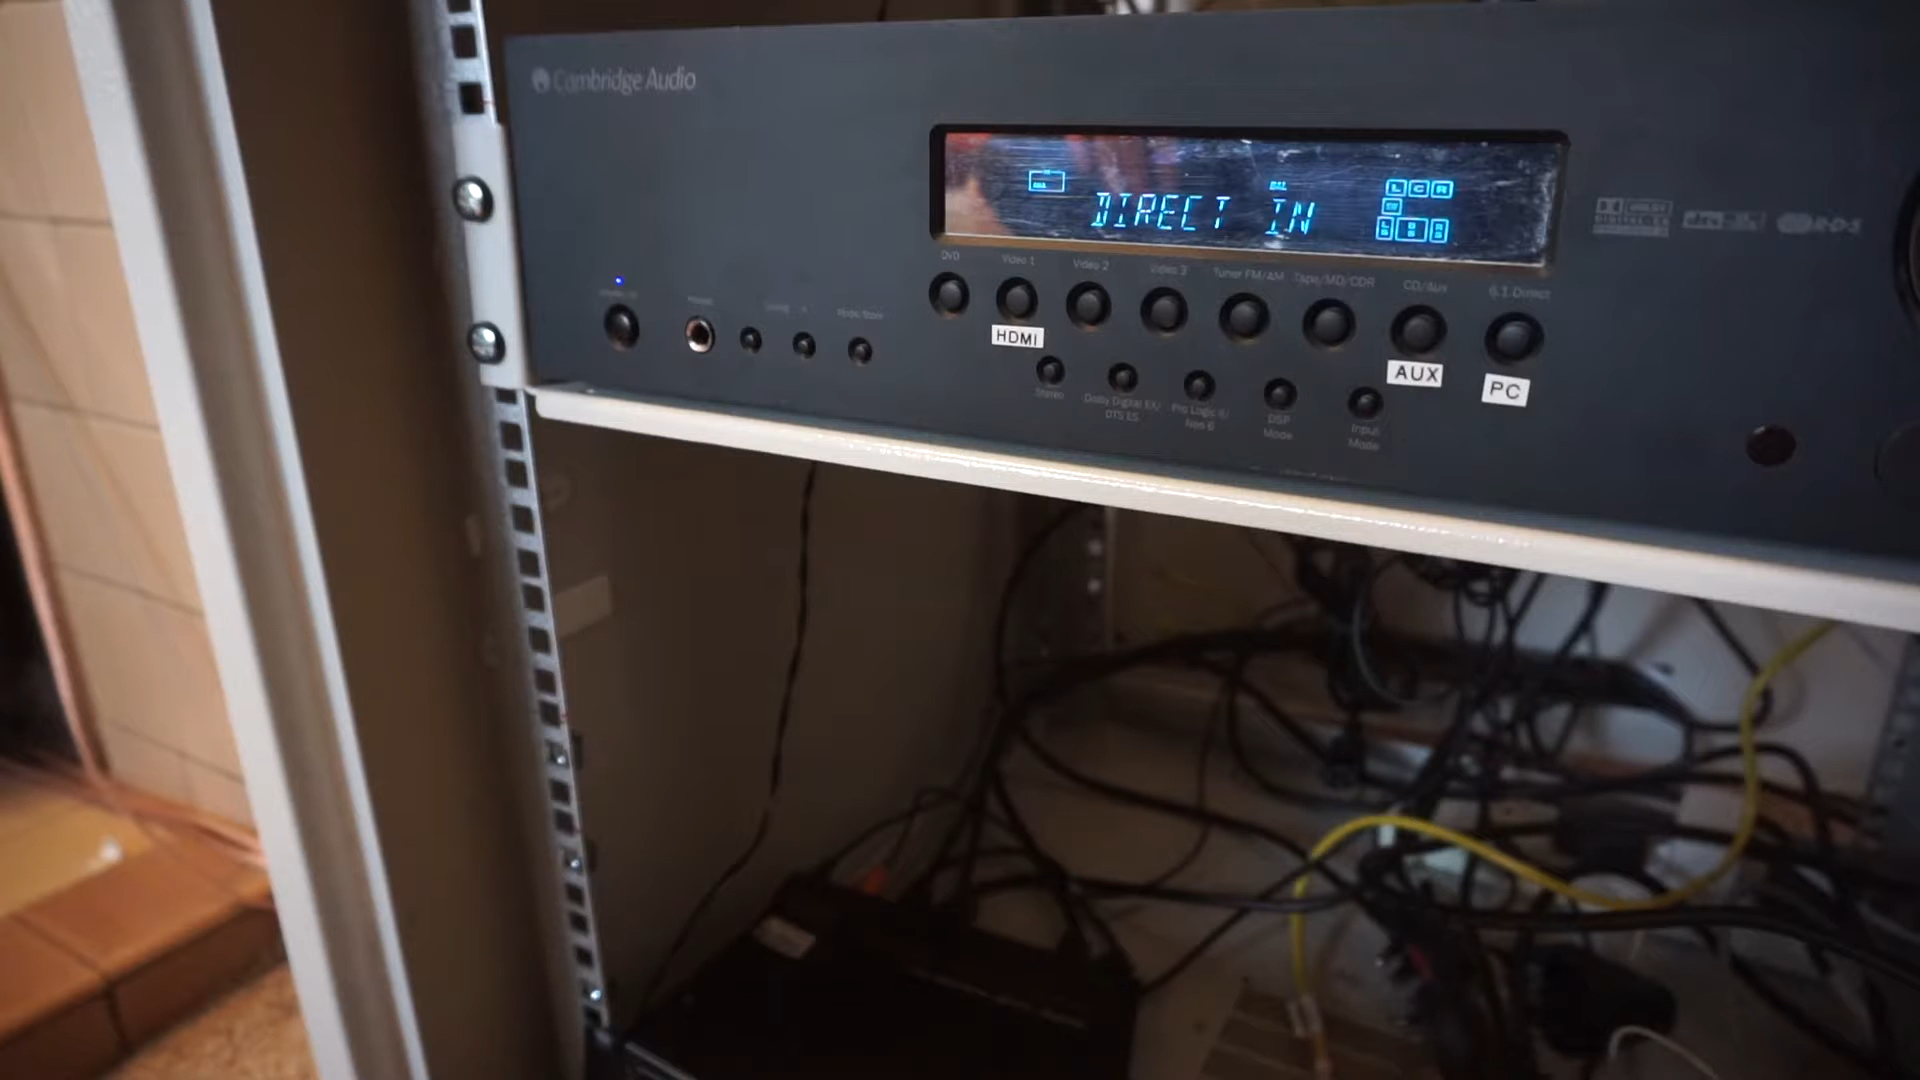 Cambridge Audio
DIRECT IN
L C R
DVD Video 1 Video 2 Video 3 Tuner FM/AM Tape/MD/CDR CD/Aux 6.1 Direct
HDMI
AUX
PC
Stereo
Dolby Digital EX/
DTS ES
Pro Logic II/
Neo 6
DSP
Mode
Input
Mode